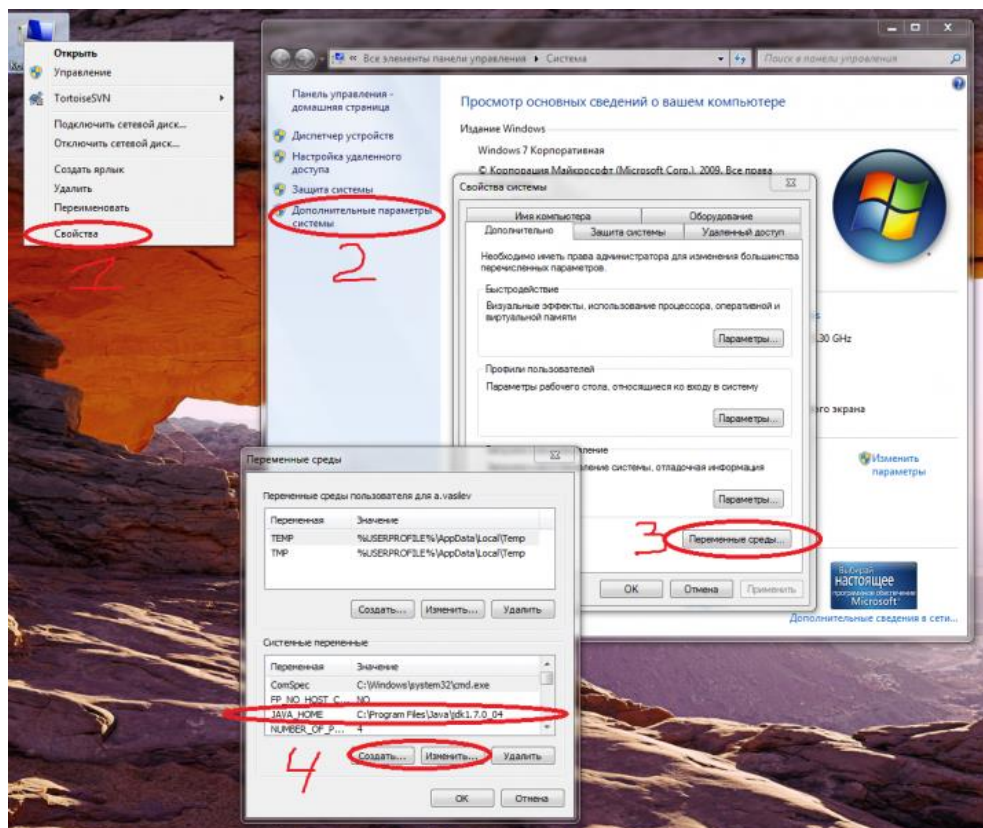 Открыть
Управление
TortoiseSVN
Подключить сетевой диск...
Отключить сетевой диск...
Создать ярлык
Удалить
Переименовать
Свойства
1
Все элементы панели управления
Система
Поиск в панели управления
Панель управления -
домашняя страница
Диспетчер устройств
Настройка удаленного
доступа
Защита системы
Дополнительные параметры
системы
2
Просмотр основных сведений о вашем компьютере
Издание Windows
Windows 7 Корпоративная
© Корпорация Майкрософт (Microsoft Corp.), 2009. Все права
Свойства системы
Имя компьютера
Оборудование
Дополнительно
Защита системы
Удаленный доступ
Необходимо иметь права администратора для изменения большинства
перечисленных параметров.
Быстродействие
Визуальные эффекты, использование процессора, оперативной и
виртуальной памяти
Параметры...
Профили пользователей
Параметры рабочего стола, относящиеся ко входу в систему
Параметры...
ление системы, отладочная информация
Параметры...
3
Переменные среды...
ОК
Отмена
Применить
.30 GHz
го экрана
Изменить
параметры
Выбирай
настоящее
программное обеспечение
Microsoft
Дополнительные сведения в сети...
Переменные среды
Переменные среды пользователя для a.vasilev
Переменная
Значение
TEMP
%USERPROFILE%\AppData\Local\Temp
TMP
%USERPROFILE%\AppData\Local\Temp
Создать...
Изменить...
Удалить
Системные переменные
Переменная
Значение
ComSpec
C:\Windows\system32\cmd.exe
FP_NO_HOST_C...
NO
JAVA_HOME
C:\Program Files\Java\jdk1.7.0_04
NUMBER_OF_P...
4
4
Создать...
Изменить...
Удалить
ОК
Отмена